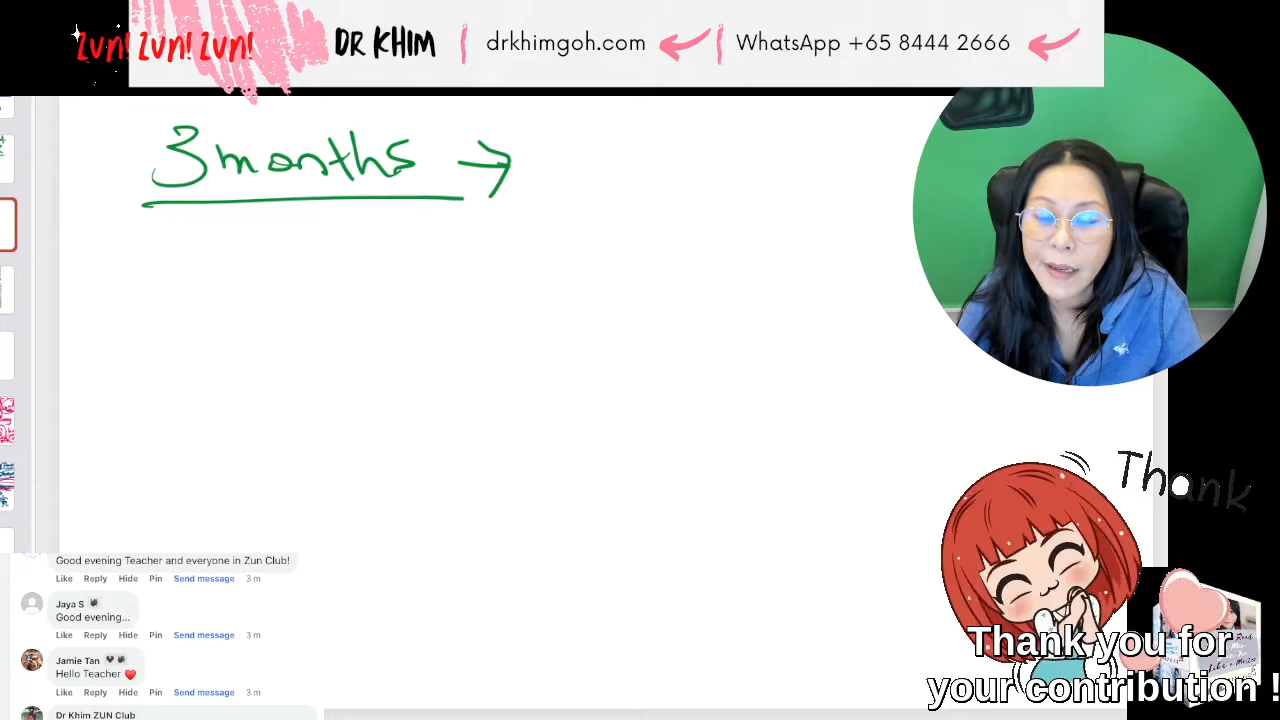 ZUn! ZUn! ZUn!
DR KHIM
drkhimgoh.com
WhatsApp +65 8444 2666
3 months →
Good evening Teacher and everyone in Zun Club!
Like Reply Hide Pin Send message 3 m
Jaya S
Good evening...
Like Reply Hide Pin Send message 3 m
Jamie Tan
Hello Teacher ❤️
Like Reply Hide Pin Send message 3 m
Dr Khim ZUN Club
Thank
Thank you for
your contribution !